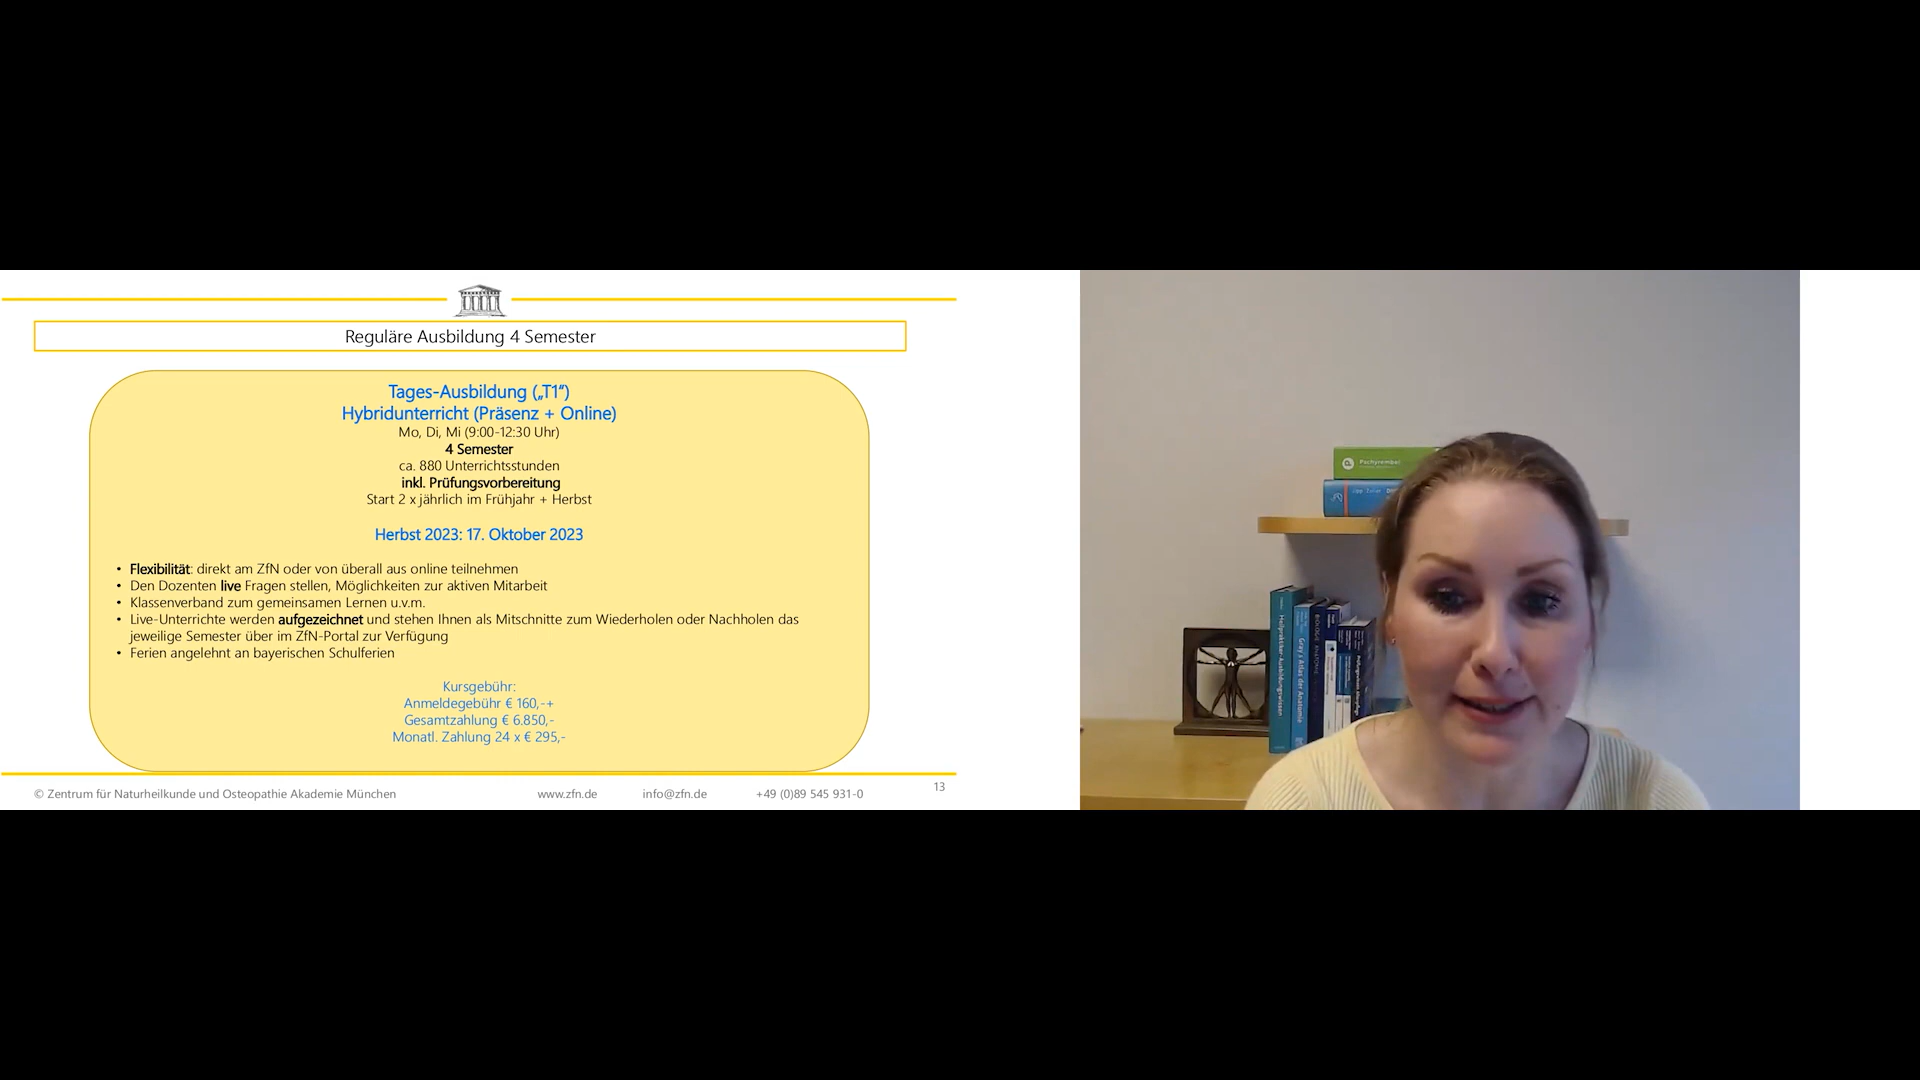 Reguläre Ausbildung 4 Semester
Tages-Ausbildung („T1“)
Hybridunterricht (Präsenz + Online)
Mo, Di, Mi (9:00-12:30 Uhr)
4 Semester
ca. 880 Unterrichtsstunden
inkl. Prüfungsvorbereitung
Start 2 x jährlich im Frühjahr + Herbst
Herbst 2023: 17. Oktober 2023
• Flexibilität: direkt am ZfN oder von überall aus online teilnehmen
• Den Dozenten live Fragen stellen, Möglichkeiten zur aktiven Mitarbeit
• Klassenverband zum gemeinsamen Lernen u.v.m.
• Live-Unterrichte werden aufgezeichnet und stehen Ihnen als Mitschnitte zum Wiederholen oder Nachholen das
jeweilige Semester über im ZfN-Portal zur Verfügung
• Ferien angelehnt an bayerischen Schulferien
Kursgebühr:
Anmeldegebühr € 160,-+
Gesamtzahlung € 6.850,-
Monatl. Zahlung 24 x € 295,-
© Zentrum für Naturheilkunde und Osteopathie Akademie München
www.zfn.de
info@zfn.de
+49 (0)89 545 931-0
13
Pschyrembel
Heilpraktiker-Ausbildungswissen
Gray's Atlas der Anatomie